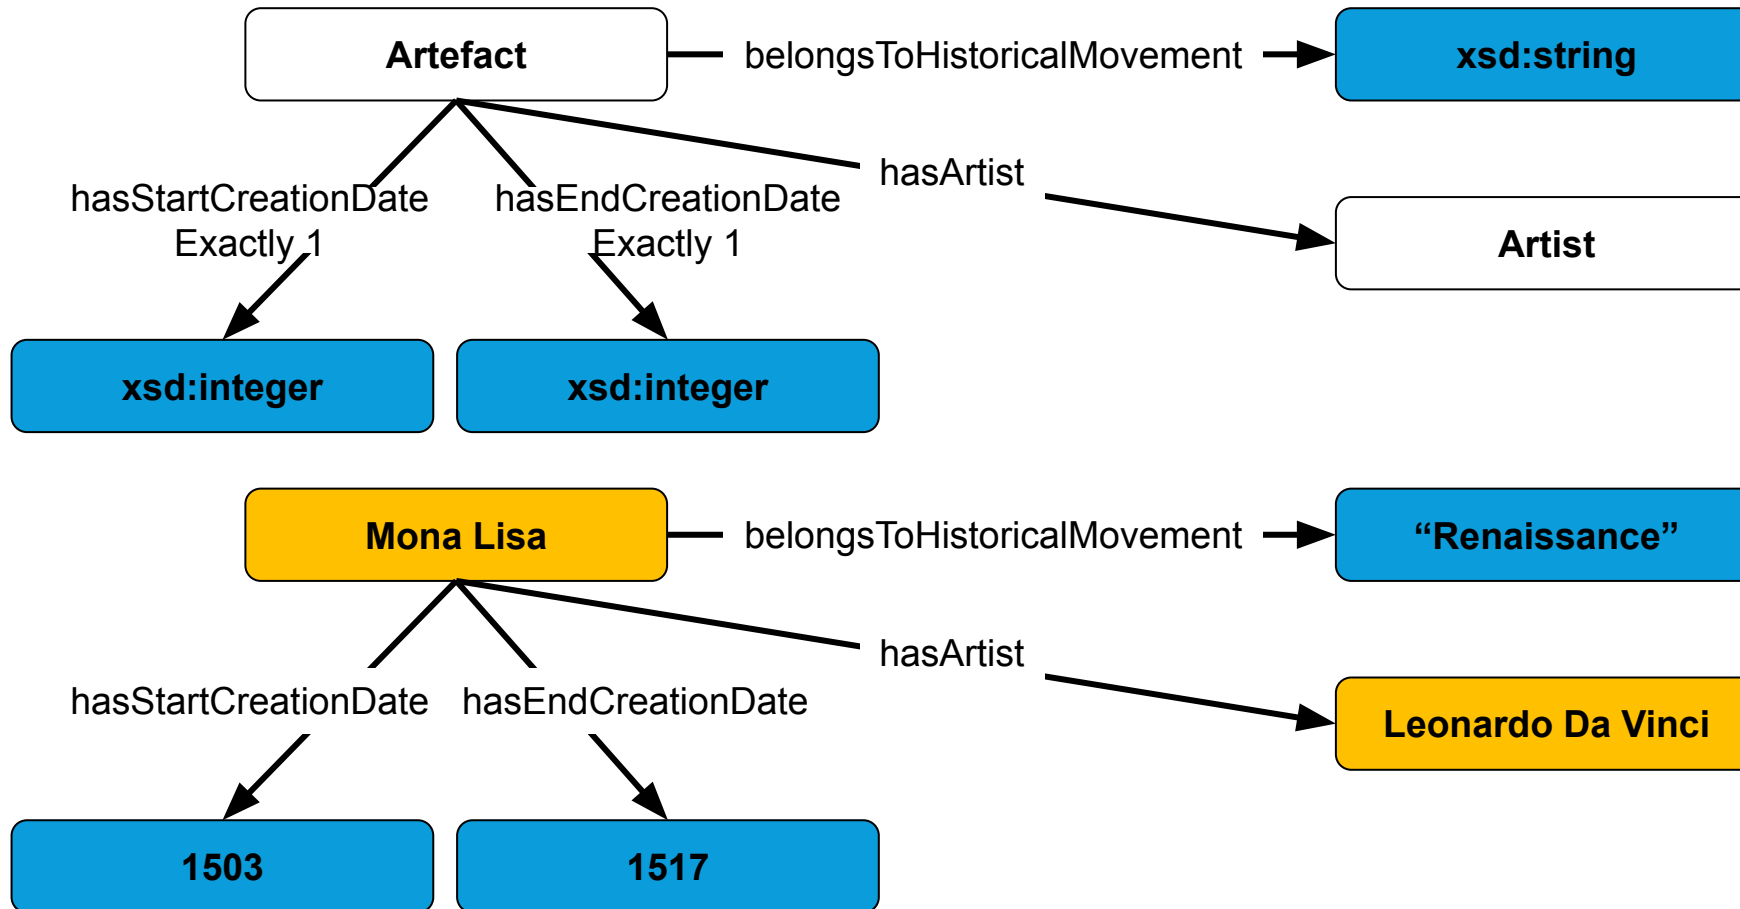 Artefact
belongsToHistoricalMovement
xsd:string
hasArtist
hasStartCreationDate
Exactly 1
hasEndCreationDate
Exactly 1
Artist
xsd:integer
xsd:integer
Mona Lisa
belongsToHistoricalMovement
“Renaissance”
hasArtist
hasStartCreationDate
hasEndCreationDate
Leonardo Da Vinci
1503
1517